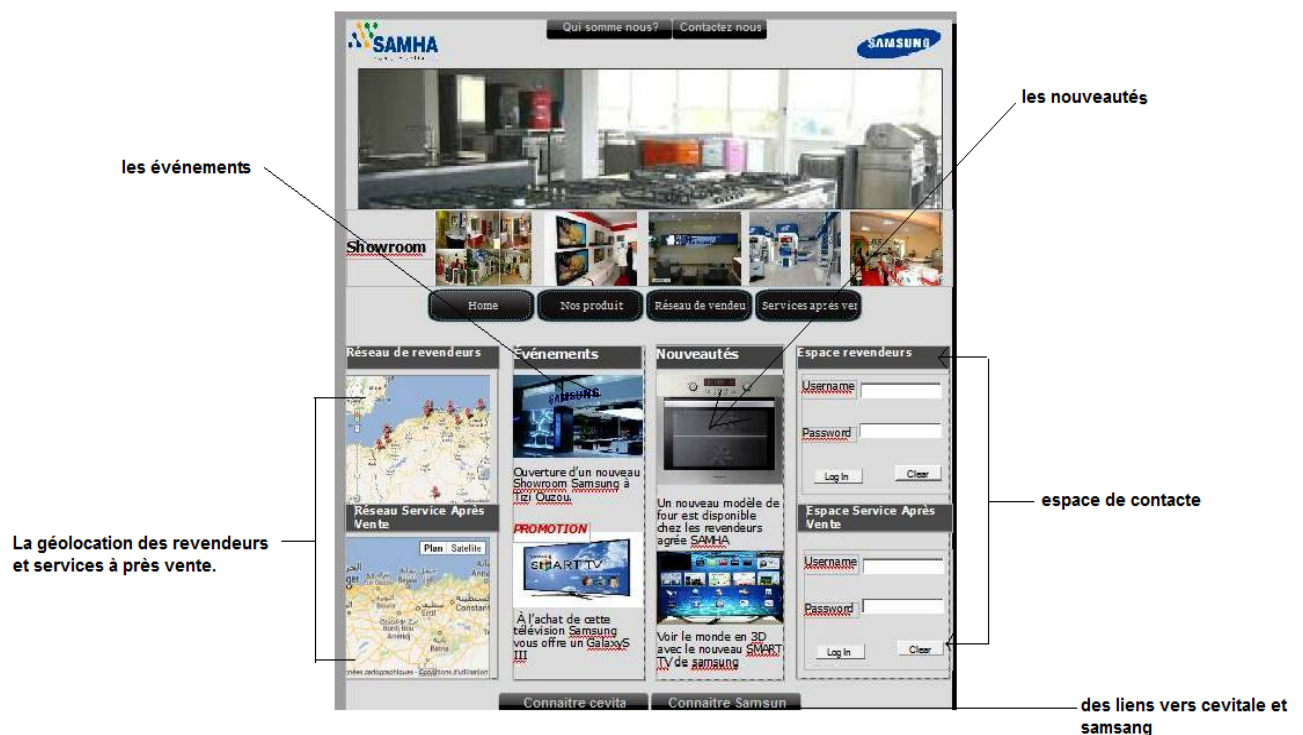 Qui somme nous?
Contactez nous
SAMHA
SAMSUNG
les nouveautés
les événements
Showroom
Home
Nos produit
Réseau de vendeu
Services aprés ver
Réseau de revendeurs
Événements
Nouveautés
Espace revendeurs
SAMSUNG
Username
Password
Log In
Clear
Ouverture d'un nouveau
Showroom Samsung à
Tizi Ouzou.
Un nouveau modèle de
four est disponible
chez les revendeurs
agrée SAMHA
espace de contacte
Réseau Service Après
Vente
PROMOTION
Espace Service Après
Vente
La géolocation des revendeurs
et services à près vente.
Plan
Satellite
SMART TV
Username
Password
Log In
Clear
À l'achat de cette
télévision Samsung
vous offre un GalaxyS
III
Voir le monde en 3D
avec le nouveau SMART
TV de samsung
Connaitre cevita
Connaitre Samsun
des liens vers cevitale et
samsang